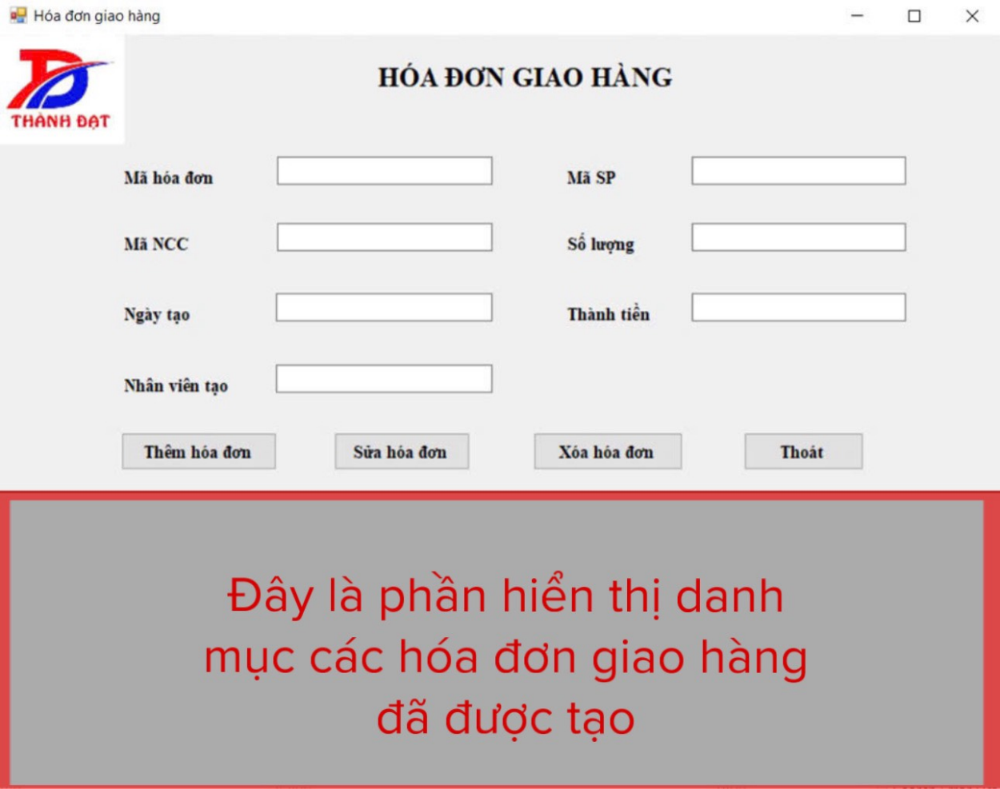 Hóa đơn giao hàng
THÀNH ĐẠT
HÓA ĐƠN GIAO HÀNG
Mã hóa đơn
Mã SP
Mã NCC
Số lượng
Ngày tạo
Thành tiền
Nhân viên tạo
Thêm hóa đơn
Sửa hóa đơn
Xóa hóa đơn
Thoát
Đây là phần hiển thị danh
mục các hóa đơn giao hàng
đã được tạo